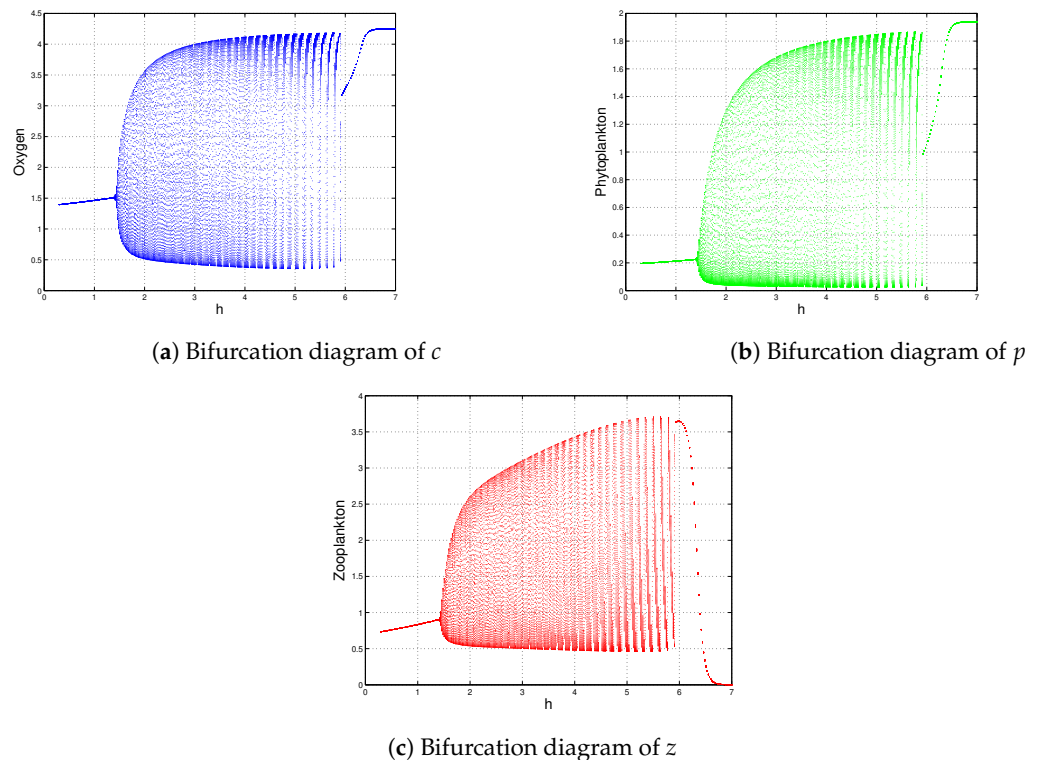 4.5
4
3.5
3
2.5
2
1.5
1
0.5
0
Oxygen
0 1 2 3 4 5 6 7
h
(a) Bifurcation diagram of c
2
1.8
1.6
1.4
1.2
1
0.8
0.6
0.4
0.2
0
Phytoplankton
0 1 2 3 4 5 6 7
h
(b) Bifurcation diagram of p
4
3.5
3
2.5
2
1.5
1
0.5
0
Zooplankton
0 1 2 3 4 5 6 7
h
(c) Bifurcation diagram of z